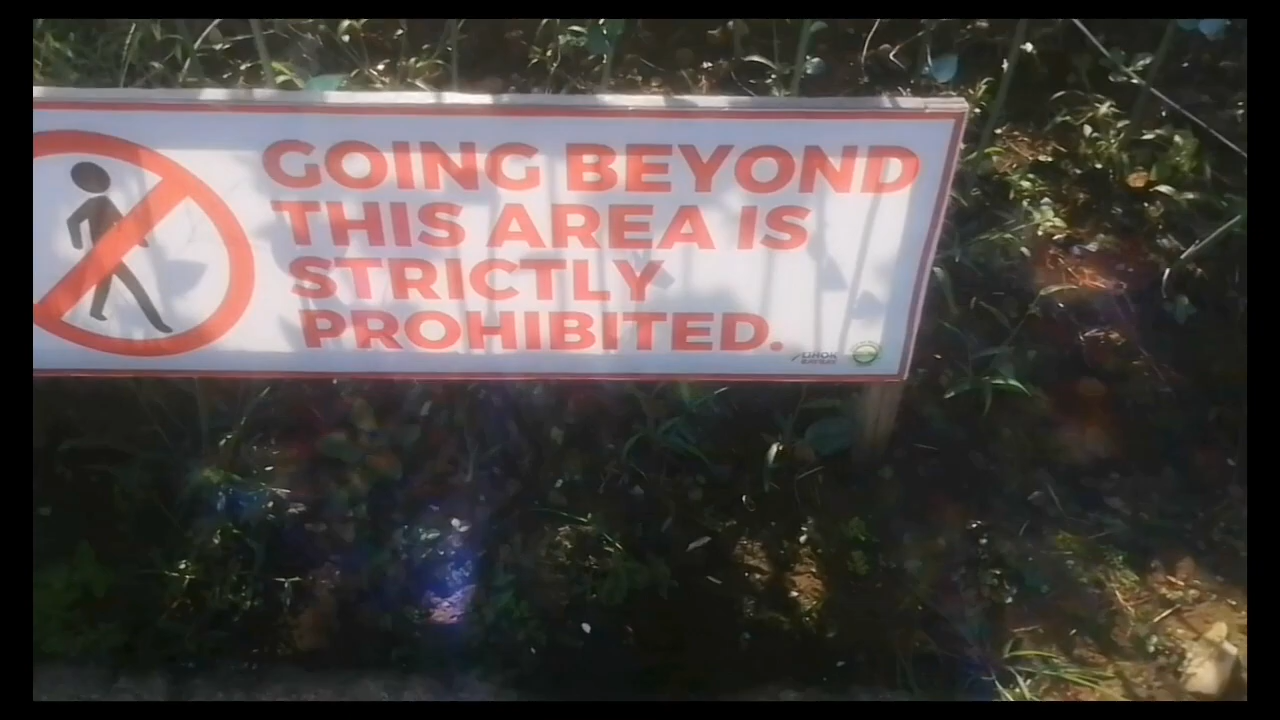 GOING BEYOND
THIS AREA IS
STRICTLY
PROHIBITED.